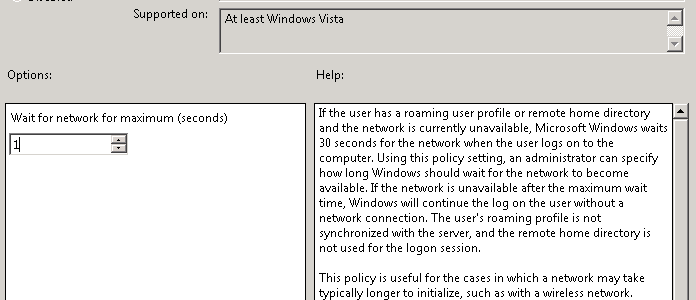 Supported on:
At least Windows Vista
Options:
Help:
Wait for network for maximum (seconds)
1
If the user has a roaming user profile or remote home directory
and the network is currently unavailable, Microsoft Windows waits
30 seconds for the network when the user logs on to the
computer. Using this policy setting, an administrator can specify
how long Windows should wait for the network to become
available. If the network is unavailable after the maximum wait
time, Windows will continue the log on the user without a
network connection. The user's roaming profile is not
synchronized with the server, and the remote home directory is
not used for the logon session.
This policy is useful for the cases in which a network may take
typically longer to initialize, such as with a wireless network.